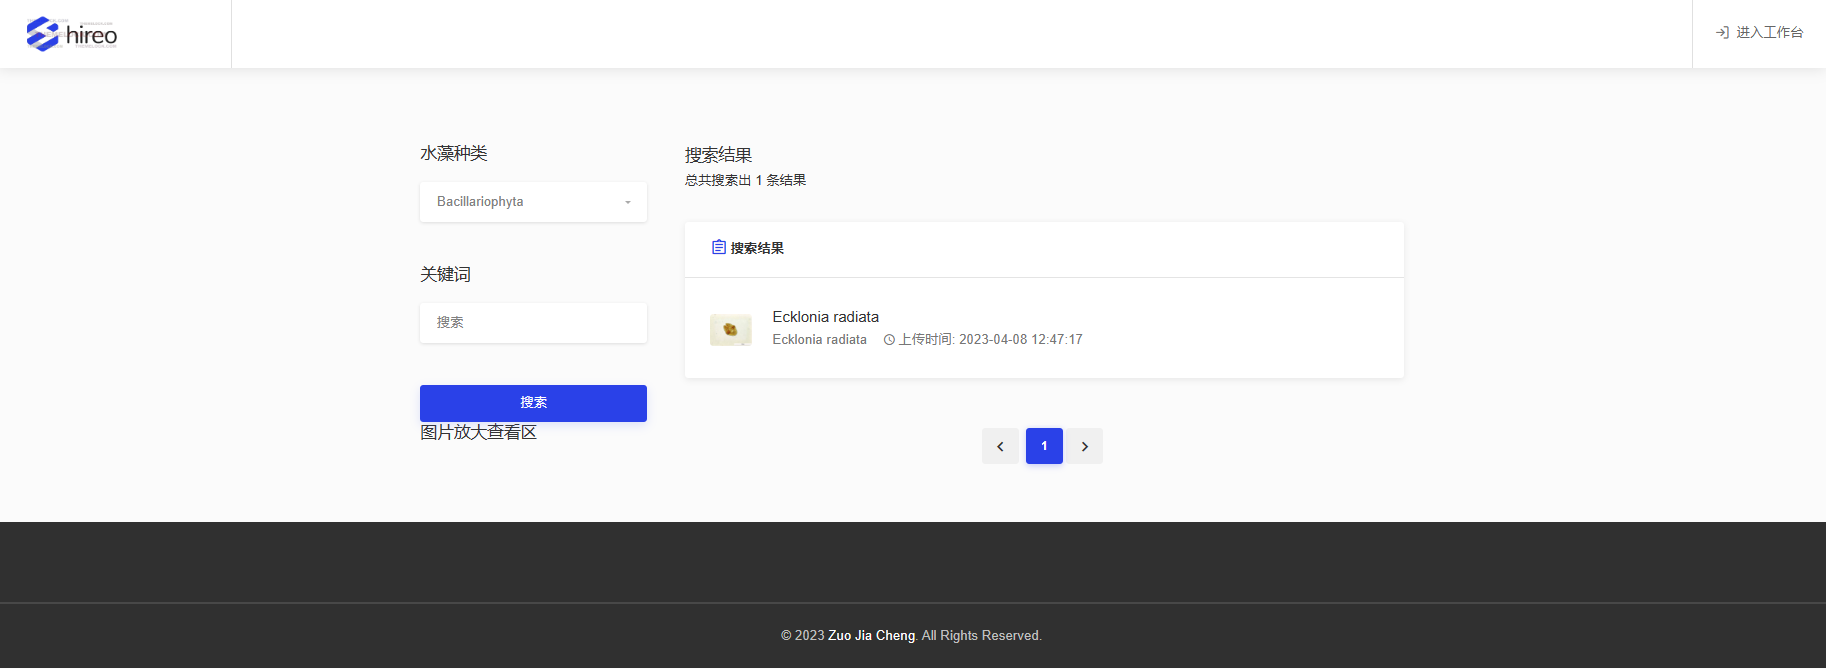 hireo
进入工作台
水藻种类
Bacillariophyta
关键词
搜索
搜索
图片放大查看区
搜索结果
总共搜索出 1 条结果
搜索结果
Ecklonia radiata
Ecklonia radiata 上传时间: 2023-04-08 12:47:17
1
© 2023 Zuo Jia Cheng. All Rights Reserved.